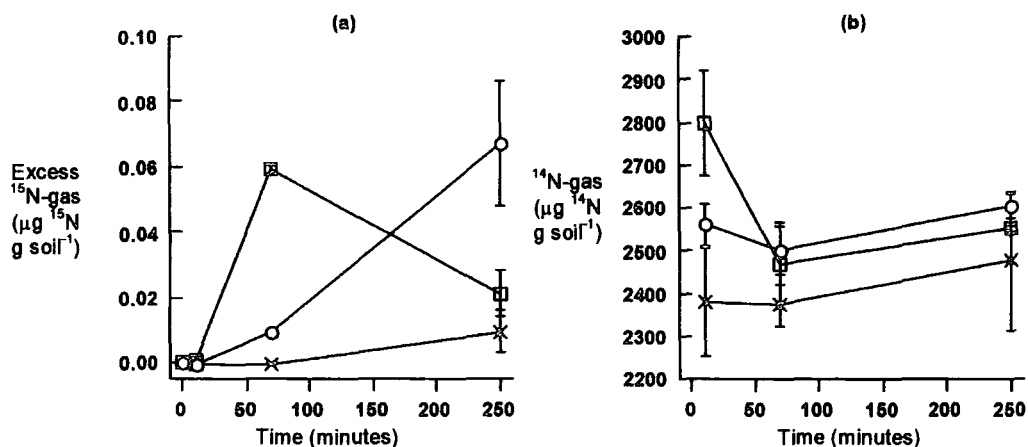 (a)
0.10
0.08
0.06
0.04
0.02
0.00
Excess
¹⁵N-gas
(µg ¹⁵N
g soil⁻¹)
0 50 100 150 200 250
Time (minutes)
(b)
3000
2900
2800
2700
2600
2500
2400
2300
2200
¹⁴N-gas
(µg ¹⁴N
g soil⁻¹)
0 50 100 150 200 250
Time (minutes)